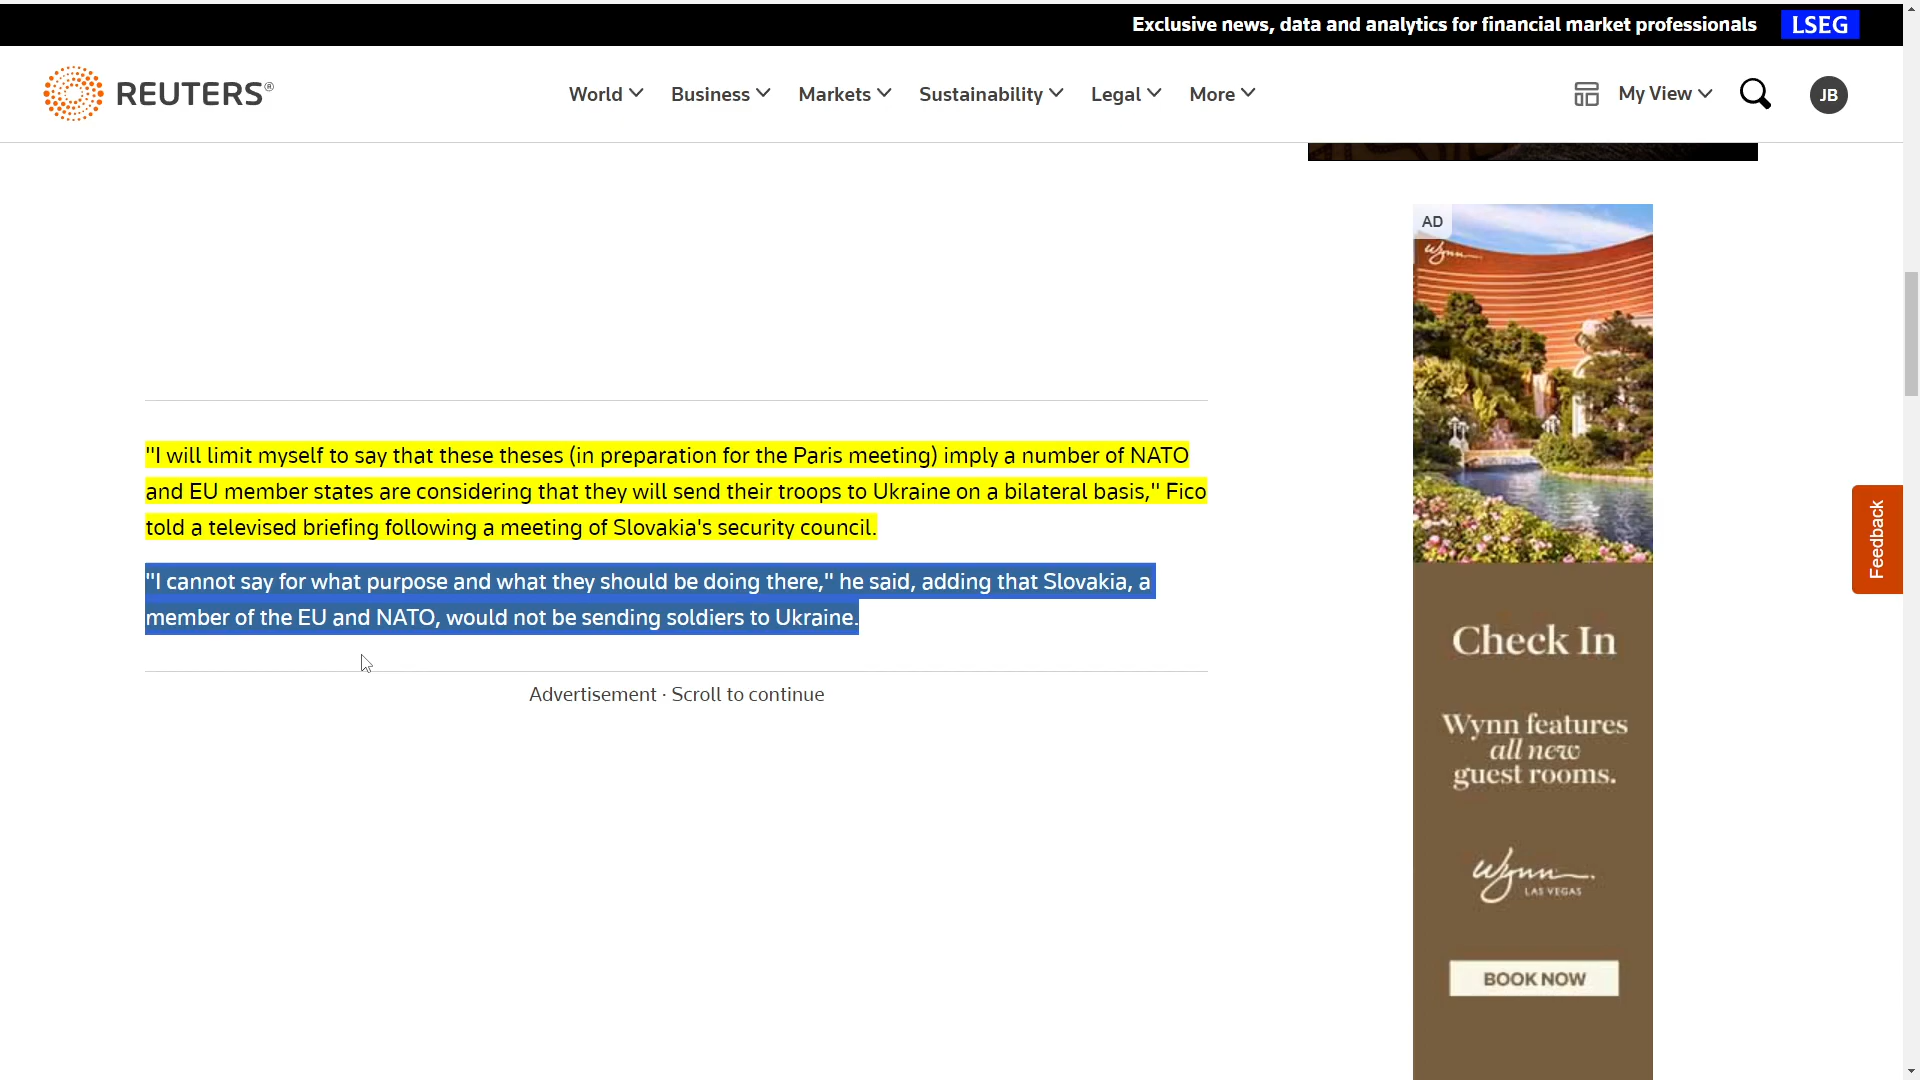 Exclusive news, data and analytics for financial market professionals LSEG
REUTERS®
World Business Markets Sustainability Legal More
My View
JB
AD
Wynn
"I will limit myself to say that these theses (in preparation for the Paris meeting) imply a number of NATO
and EU member states are considering that they will send their troops to Ukraine on a bilateral basis," Fico
told a televised briefing following a meeting of Slovakia's security council.
"I cannot say for what purpose and what they should be doing there," he said, adding that Slovakia, a
member of the EU and NATO, would not be sending soldiers to Ukraine.
Advertisement · Scroll to continue
Feedback
Check In
Wynn features
all new
guest rooms.
Wynn
LAS VEGAS
BOOK NOW